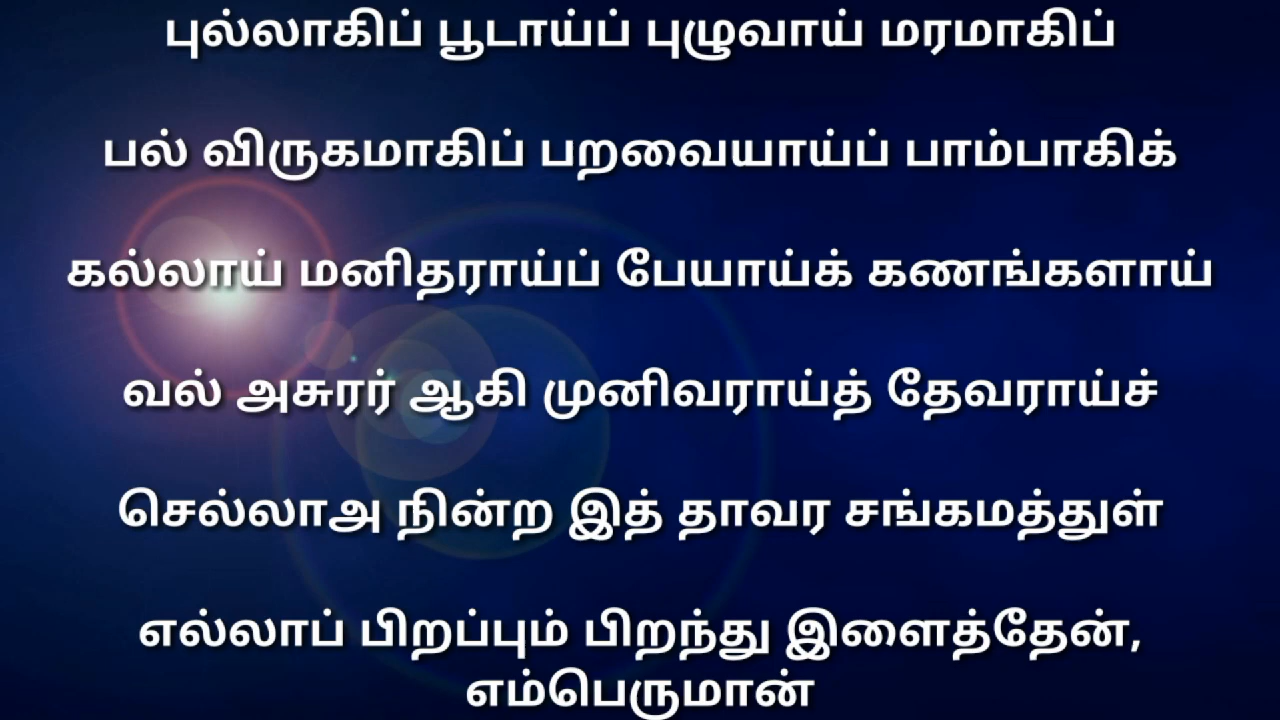 புல்லாகிப் பூடாய்ப் புழுவாய் மரமாகிப்
பல் விருகமாகிப் பறவையாய்ப் பாம்பாகிக்
கல்லாய் மனிதராய்ப் பேயாய்க் கணங்களாய்
வல் அசுரர் ஆகி முனிவராய்த் தேவராய்ச்
செல்லாஅ நின்ற இத் தாவர சங்கமத்துள்
எல்லாப் பிறப்பும் பிறந்து இளைத்தேன்,
எம்பெருமான்